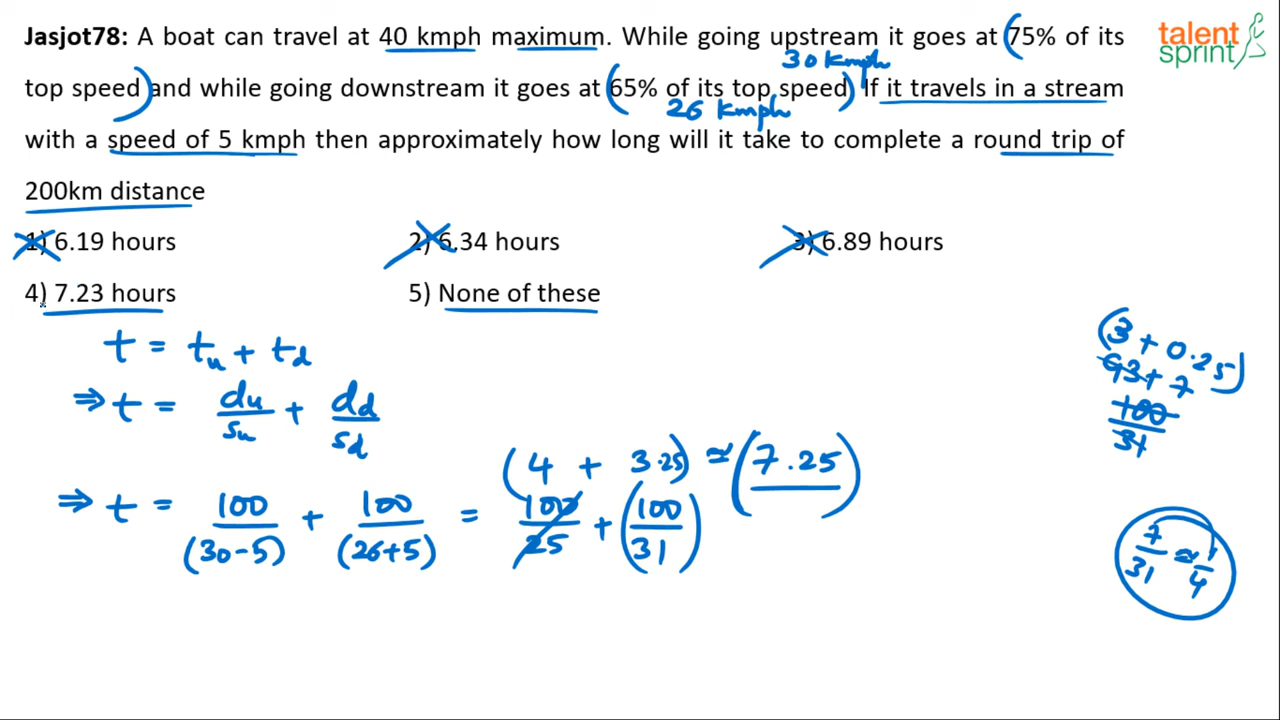 Jasjot78: A boat can travel at 40 kmph maximum. While going upstream it goes at (75% of its
talent
sprint
30 kmph
top speed) and while going downstream it goes at (65% of its top speed) If it travels in a stream
26 kmph
with a speed of 5 kmph then approximately how long will it take to complete a round trip of
200km distance
1) 6.19 hours 2) 6.34 hours 3) 6.89 hours
4) 7.23 hours 5) None of these
t = tu + td
(3 + 0.25)
93 + 7
100
31
⇒ t = du/su + dd/sd
(4 + 3.25) ≃ (7.25)
⇒ t = 100/(30-5) + 100/(26+5) = 100/25 + (100/31)
7/31 ≃ 1/4